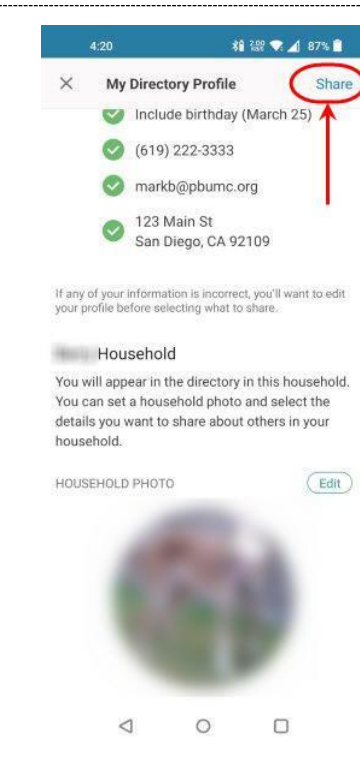 4:20 87%
My Directory Profile Share
Include birthday (March 25)
(619) 222-3333
markb@pbumc.org
123 Main St
San Diego, CA 92109
If any of your information is incorrect, you'll want to edit
your profile before selecting what to share.
Household
You will appear in the directory in this household.
You can set a household photo and select the
details you want to share about others in your
household.
HOUSEHOLD PHOTO Edit